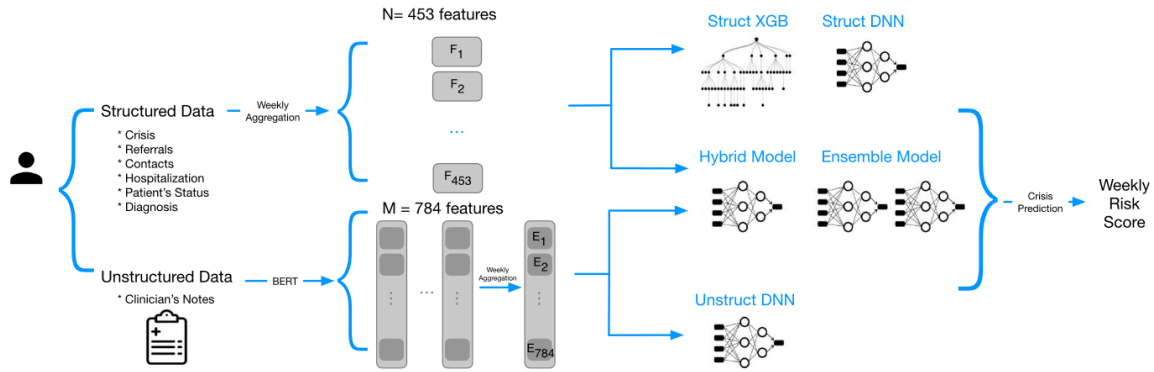 N= 453 features
F1
F2
...
F453
Structured Data
* Crisis
* Referrals
* Contacts
* Hospitalization
* Patient's Status
* Diagnosis
Weekly
Aggregation
Unstructured Data
* Clinician's Notes
BERT
M = 784 features
...
Weekly
Aggregation
E1
E2
E784
Struct XGB
Struct DNN
Hybrid Model
Ensemble Model
Unstruct DNN
Crisis
Prediction
Weekly
Risk
Score